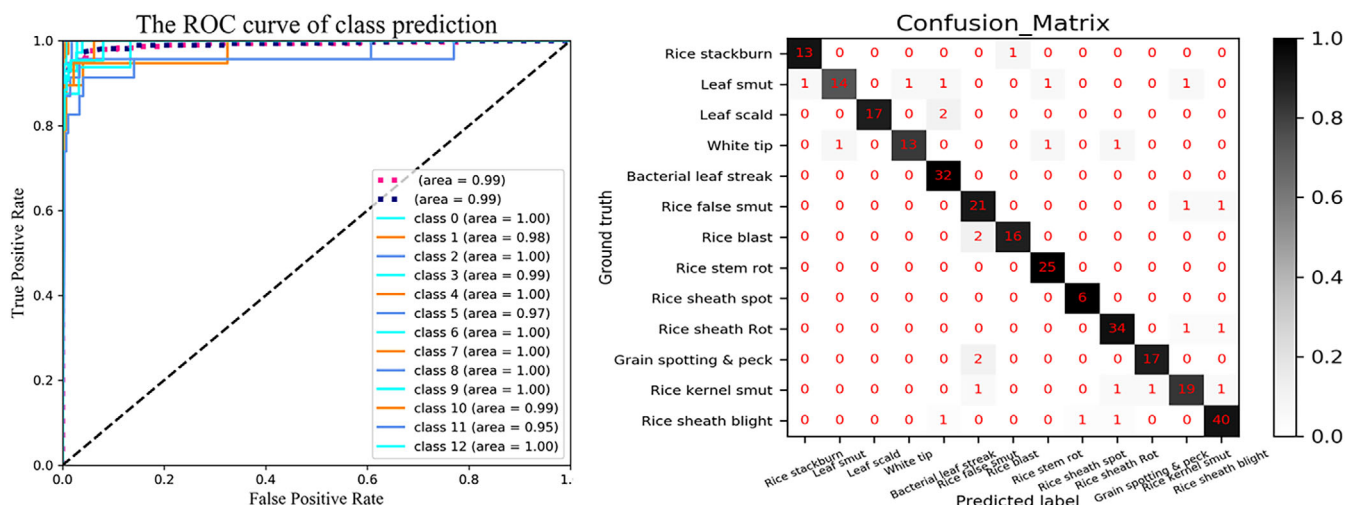 The ROC curve of class prediction
1.0
0.8
0.6
0.4
0.2
0.0
True Positive Rate
(area = 0.99)
(area = 0.99)
class 0 (area = 1.00)
class 1 (area = 0.98)
class 2 (area = 1.00)
class 3 (area = 0.99)
class 4 (area = 1.00)
class 5 (area = 0.97)
class 6 (area = 1.00)
class 7 (area = 1.00)
class 8 (area = 1.00)
class 9 (area = 1.00)
class 10 (area = 0.99)
class 11 (area = 0.95)
class 12 (area = 1.00)
0.0 0.2 0.4 0.6 0.8 1.
False Positive Rate
Confusion_Matrix
Ground truth
Rice stackburn 13 0 0 0 0 0 1 0 0 0 0 0 0
Leaf smut 1 14 0 1 1 0 0 1 0 0 0 1 0
Leaf scald 0 0 17 0 2 0 0 0 0 0 0 0 0
White tip 0 1 0 13 0 0 0 1 0 1 0 0 0
Bacterial leaf streak 0 0 0 0 32 0 0 0 0 0 0 0 0
Rice false smut 0 0 0 0 0 21 0 0 0 0 0 1 1
Rice blast 0 0 0 0 0 2 16 0 0 0 0 0 0
Rice stem rot 0 0 0 0 0 0 0 25 0 0 0 0 0
Rice sheath spot 0 0 0 0 0 0 0 0 6 0 0 0 0
Rice sheath Rot 0 0 0 0 0 0 0 0 0 34 0 1 1
Grain spotting & peck 0 0 0 0 0 2 0 0 0 0 17 0 0
Rice kernel smut 0 0 0 0 0 1 0 0 0 1 1 19 1
Rice sheath blight 0 0 0 0 1 0 0 0 1 1 0 0 40
Rice stackburn
Leaf smut
Leaf scald
White tip
Bacterial leaf streak
Rice false smut
Rice blast
Rice stem rot
Rice sheath spot
Rice sheath Rot
Grain spotting & peck
Rice kernel smut
Rice sheath blight
Predicted label
1.0
0.8
0.6
0.4
0.2
0.0